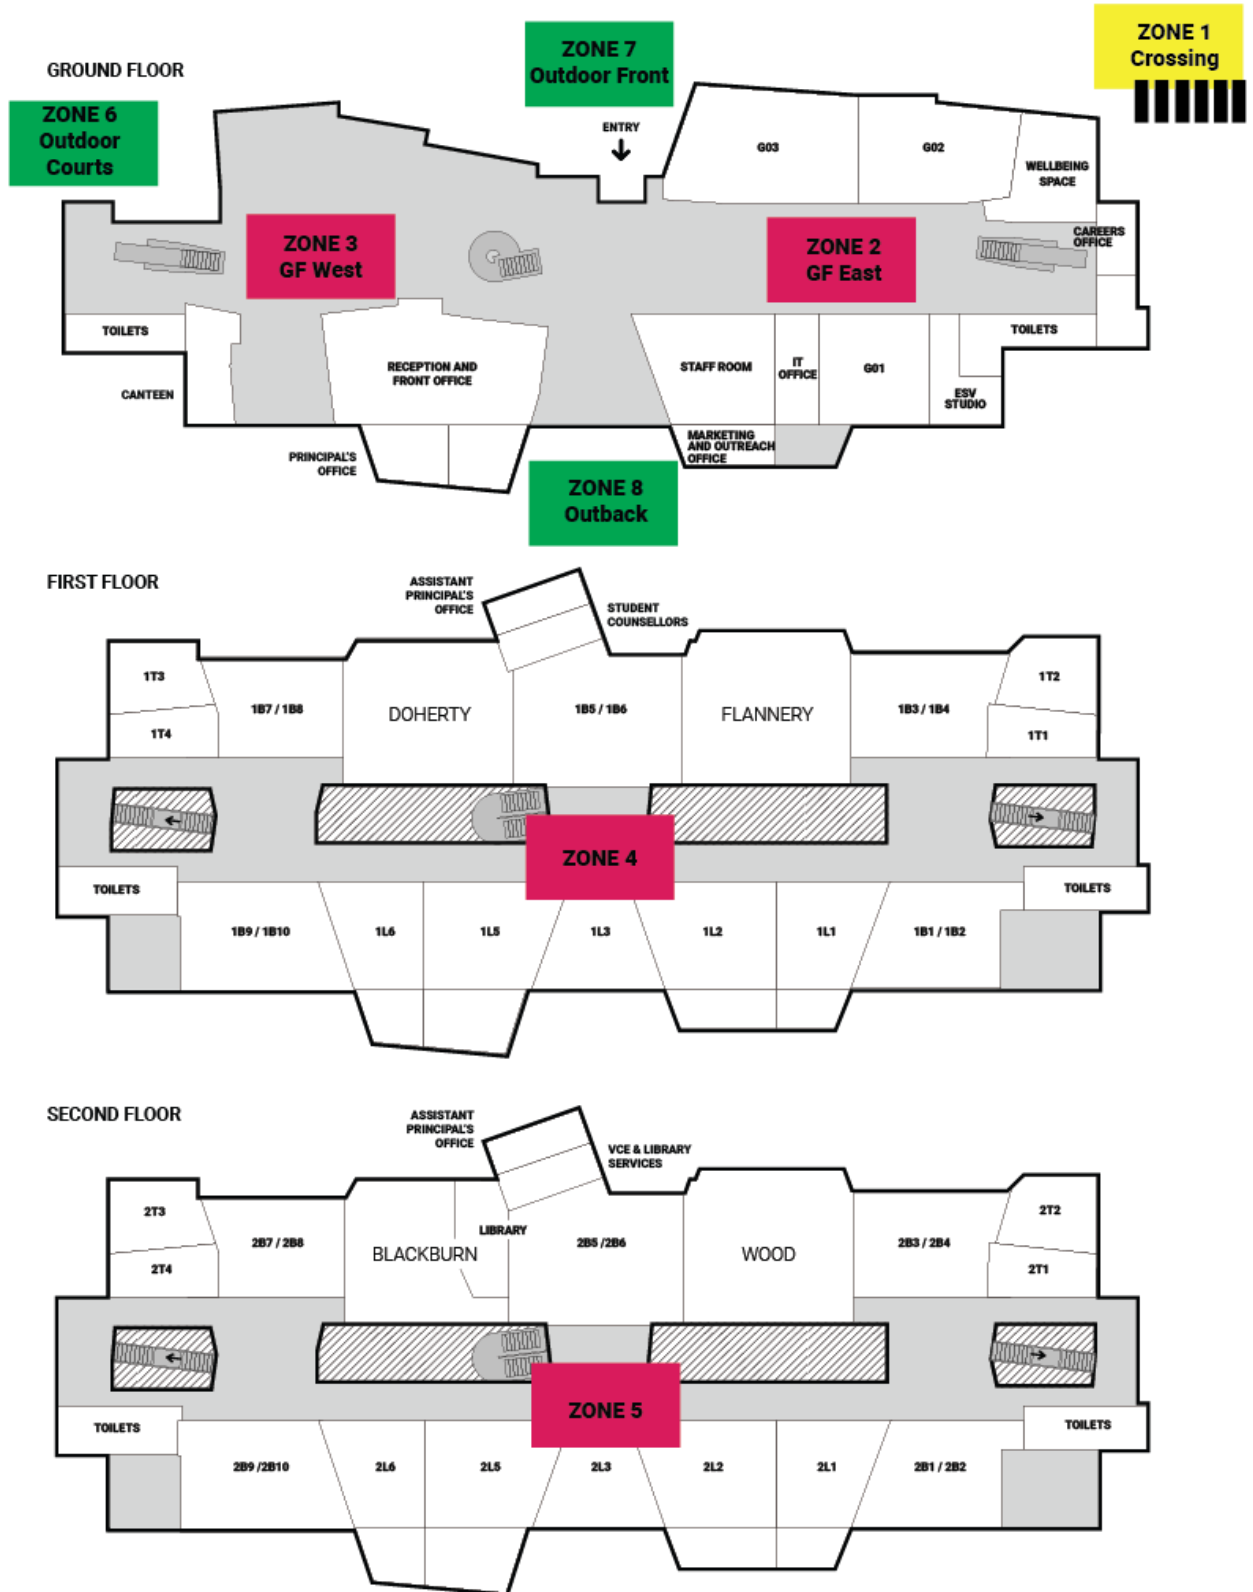 ZONE 1
Crossing
ZONE 7
Outdoor Front
GROUND FLOOR
ZONE 6
Outdoor
Courts
ENTRY
G03
G02
WELLBEING
SPACE
ZONE 3
GF West
ZONE 2
GF East
CAREERS
OFFICE
TOILETS
RECEPTION AND
FRONT OFFICE
STAFF ROOM
IT
OFFICE
G01
TOILETS
CANTEEN
ESV
STUDIO
PRINCIPAL'S
OFFICE
MARKETING
AND OUTREACH
OFFICE
ZONE 8
Outback
FIRST FLOOR
ASSISTANT
PRINCIPAL'S
OFFICE
STUDENT
COUNSELLORS
1T3
1T4
1B7 / 1B8
DOHERTY
1B5 / 1B6
FLANNERY
1B3 / 1B4
1T2
1T1
ZONE 4
TOILETS
TOILETS
1B9 / 1B10
1L6
1L5
1L3
1L2
1L1
1B1 / 1B2
SECOND FLOOR
ASSISTANT
PRINCIPAL'S
OFFICE
VCE & LIBRARY
SERVICES
2T3
2T4
2B7 / 2B8
BLACKBURN
LIBRARY
2B5 /2B6
WOOD
2B3 / 2B4
2T2
2T1
ZONE 5
TOILETS
TOILETS
2B9 /2B10
2L6
2L5
2L3
2L2
2L1
2B1 / 2B2